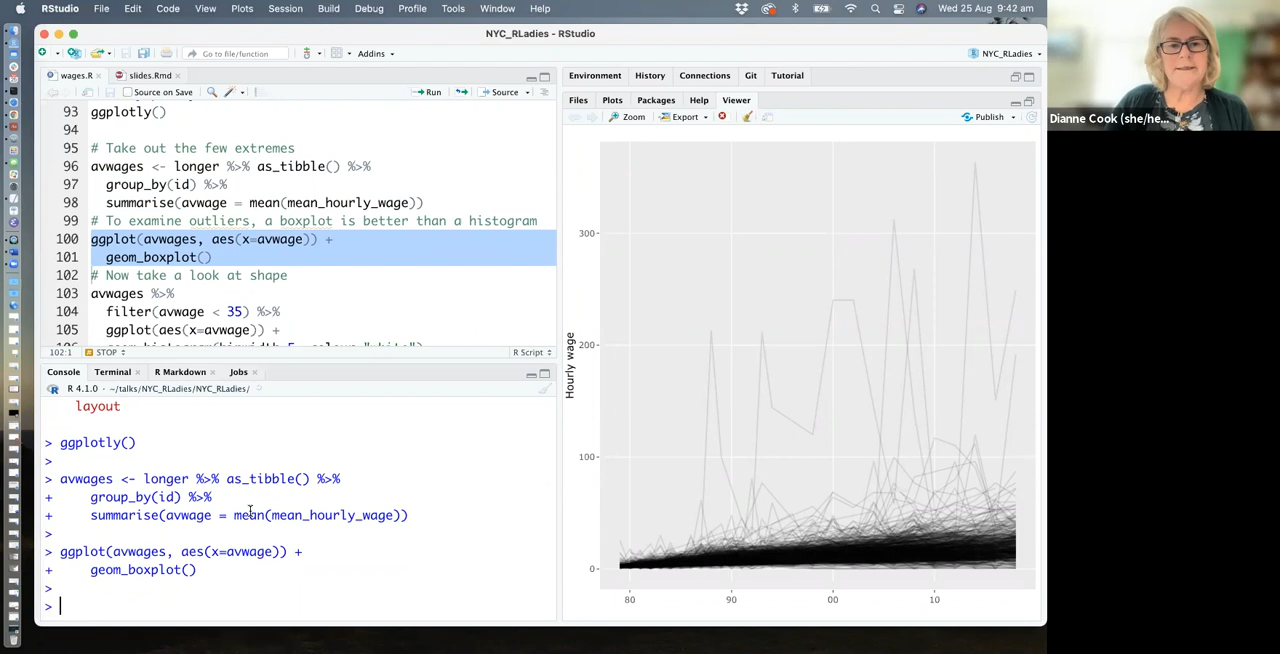 RStudio File Edit Code View Plots Session Build Debug Profile Tools Window Help Wed 25 Aug 9:42 am
NYC_RLadies - RStudio
Go to file/function Addins NYC_RLadies
wages.R slides.Rmd
Source on Save Run Source
93 ggplotly()
94
95 # Take out the few extremes
96 avwages <- longer %>% as_tibble() %>%
97 group_by(id) %>%
98 summarise(avwage = mean(mean_hourly_wage))
99 # To examine outliers, a boxplot is better than a histogram
100 ggplot(avwages, aes(x=avwage)) +
101 geom_boxplot()
102 # Now take a look at shape
103 avwages %>%
104 filter(avwage < 35) %>%
105 ggplot(aes(x=avwage)) +
102:1 STOP R Script
Console Terminal R Markdown Jobs
R 4.1.0 · ~/talks/NYC_RLadies/NYC_RLadies/
layout
> ggplotly()
>
> avwages <- longer %>% as_tibble() %>%
+ group_by(id) %>%
+ summarise(avwage = mean(mean_hourly_wage))
>
> ggplot(avwages, aes(x=avwage)) +
+ geom_boxplot()
>
>
Environment History Connections Git Tutorial
Files Plots Packages Help Viewer
Zoom Export Publish
Hourly wage
300
200
100
0
80 90 00 10
Dianne Cook (she/he...